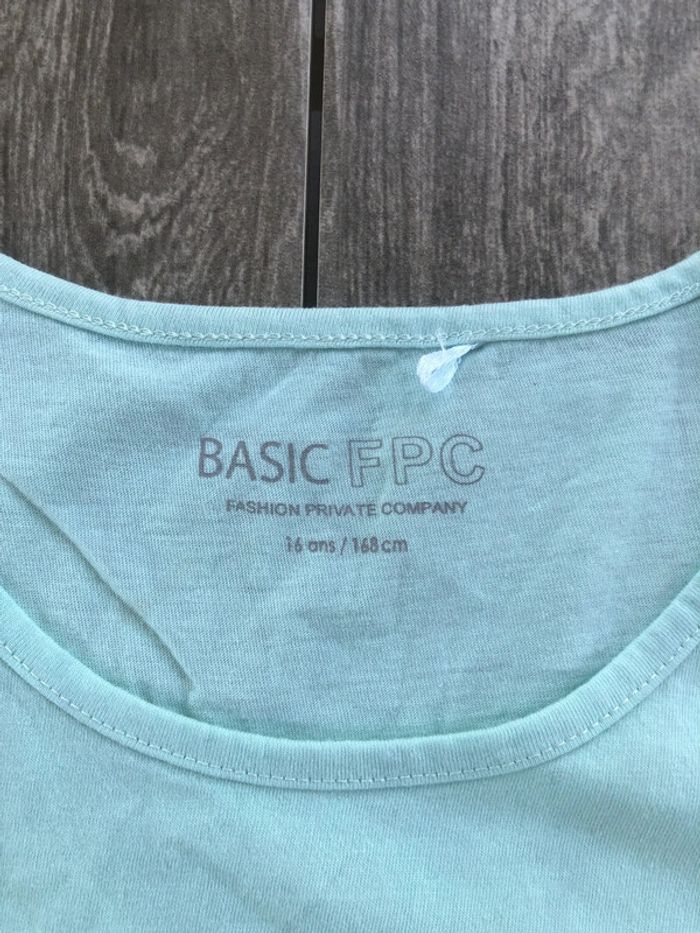 BASIC FPC
FASHION PRIVATE COMPANY
16 ans / 168 cm